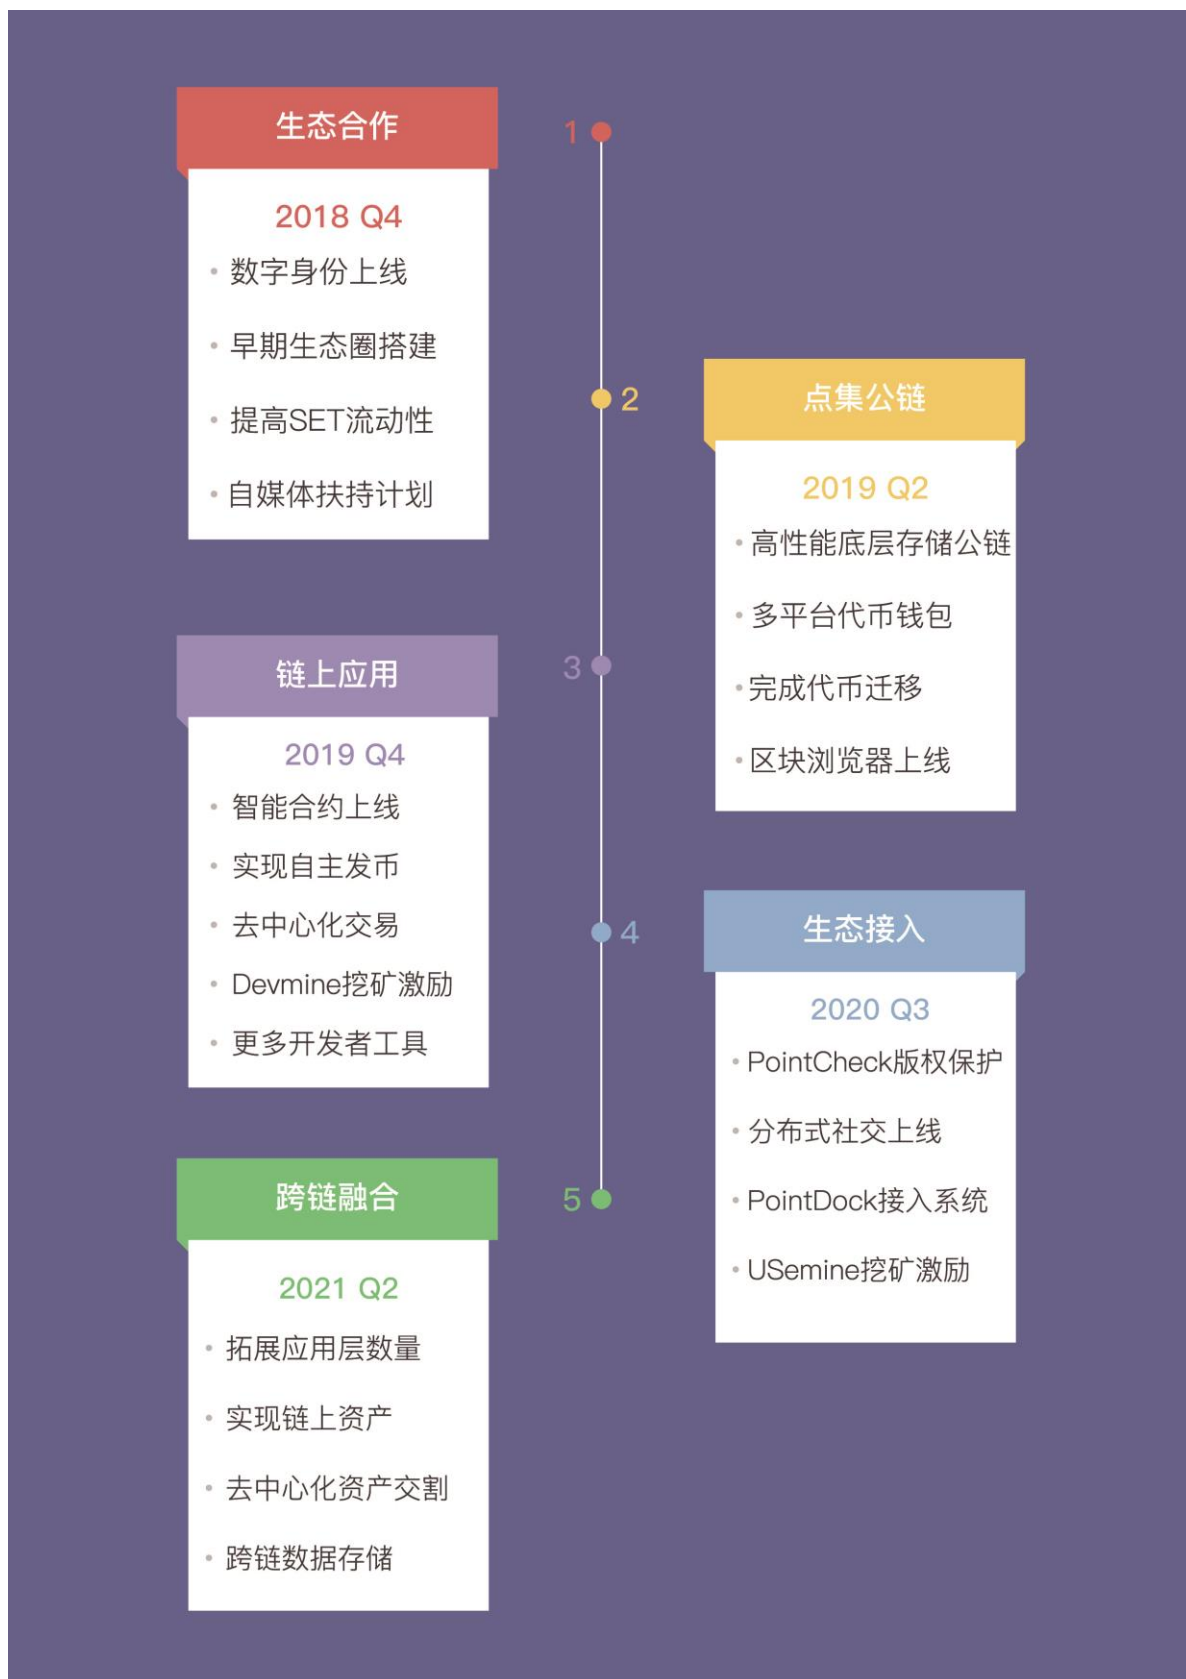 1
生态合作
2018 Q4
• 数字身份上线
• 早期生态圈搭建
• 提高SET流动性
• 自媒体扶持计划
2
点集公链
2019 Q2
• 高性能底层存储公链
• 多平台代币钱包
• 完成代币迁移
• 区块浏览器上线
3
链上应用
2019 Q4
• 智能合约上线
• 实现自主发币
• 去中心化交易
• Devmine挖矿激励
• 更多开发者工具
4
生态接入
2020 Q3
• PointCheck版权保护
• 分布式社交上线
• PointDock接入系统
• USemine挖矿激励
5
跨链融合
2021 Q2
• 拓展应用层数量
• 实现链上资产
• 去中心化资产交割
• 跨链数据存储